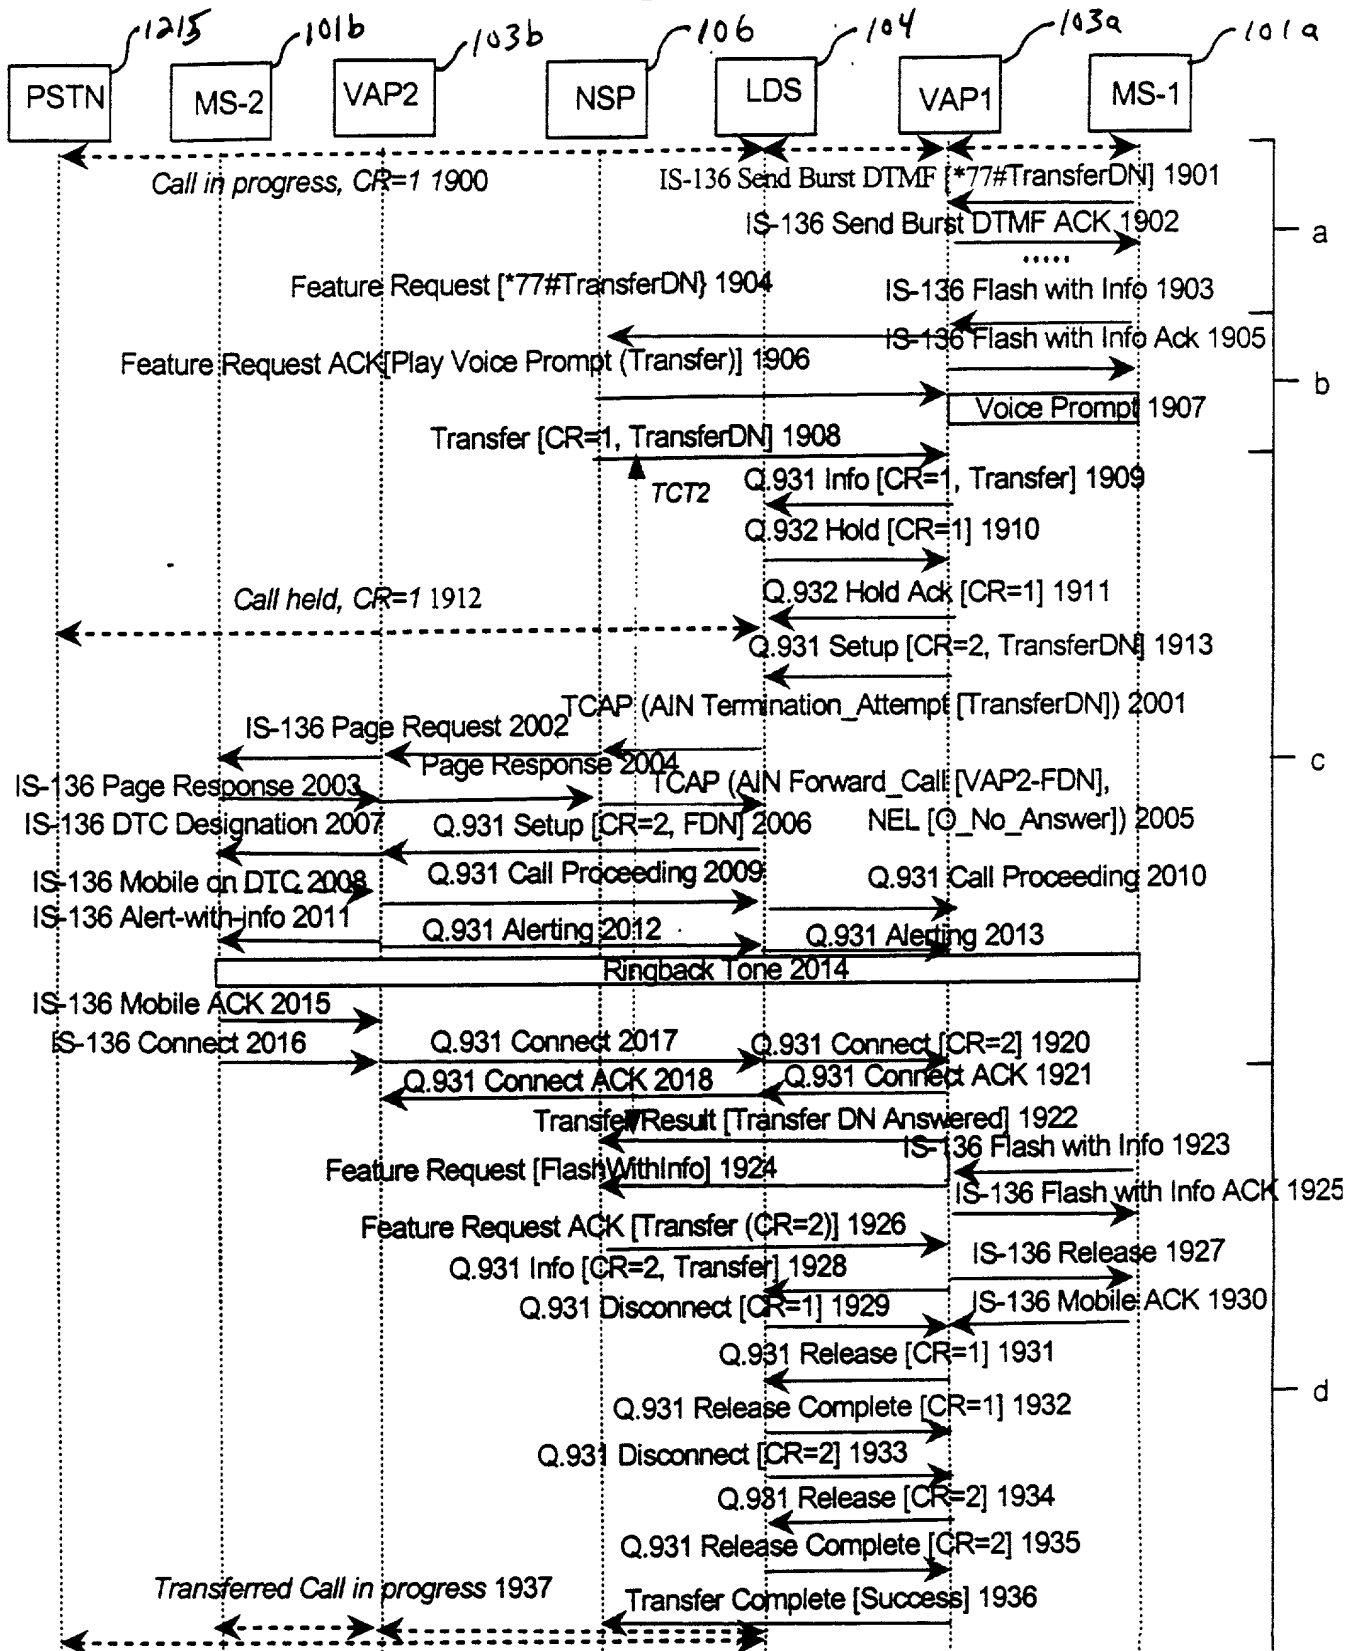 1215 101b 103b 106 104 103a 101a
PSTN MS-2 VAP2 NSP LDS VAP1 MS-1
Call in progress, CR=1 1900
IS-136 Send Burst DTMF [*77#TransferDN] 1901
IS-136 Send Burst DTMF ACK 1902
a
.....
Feature Request [*77#TransferDN} 1904
IS-136 Flash with Info 1903
IS-136 Flash with Info Ack 1905
Feature Request ACK[Play Voice Prompt (Transfer)] 1906
b
Voice Prompt 1907
Transfer [CR=1, TransferDN] 1908
TCT2
Q.931 Info [CR=1, Transfer] 1909
Q.932 Hold [CR=1] 1910
Call held, CR=1 1912
Q.932 Hold Ack [CR=1] 1911
Q.931 Setup [CR=2, TransferDN] 1913
TCAP (AIN Termination_Attempt [TransferDN]) 2001
IS-136 Page Request 2002
Page Response 2004
c
IS-136 Page Response 2003
TCAP (AIN Forward_Call [VAP2-FDN],
NEL [O_No_Answer]) 2005
IS-136 DTC Designation 2007
Q.931 Setup [CR=2, FDN] 2006
IS-136 Mobile on DTC 2008
Q.931 Call Proceeding 2009
Q.931 Call Proceeding 2010
IS-136 Alert-with-info 2011
Q.931 Alerting 2012
Q.931 Alerting 2013
Ringback Tone 2014
IS-136 Mobile ACK 2015
IS-136 Connect 2016
Q.931 Connect 2017
Q.931 Connect [CR=2] 1920
Q.931 Connect ACK 2018
Q.931 Connect ACK 1921
Transfer Result [Transfer DN Answered] 1922
IS-136 Flash with Info 1923
Feature Request [FlashWithInfo] 1924
IS-136 Flash with Info ACK 1925
Feature Request ACK [Transfer (CR=2)] 1926
IS-136 Release 1927
Q.931 Info [CR=2, Transfer] 1928
Q.931 Disconnect [CR=1] 1929
IS-136 Mobile ACK 1930
Q.931 Release [CR=1] 1931
d
Q.931 Release Complete [CR=1] 1932
Q.931 Disconnect [CR=2] 1933
Q.931 Release [CR=2] 1934
Q.931 Release Complete [CR=2] 1935
Transferred Call in progress 1937
Transfer Complete [Success] 1936